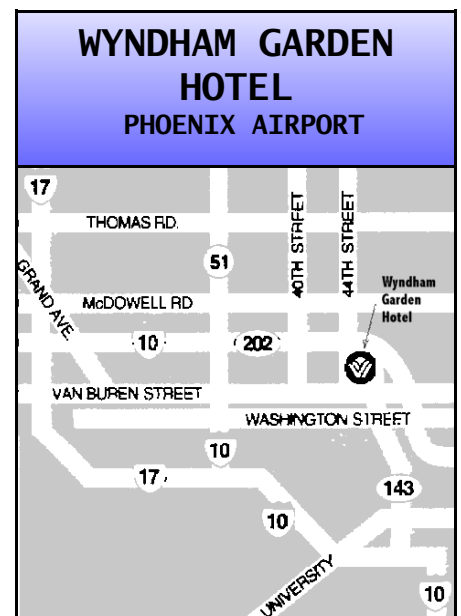 WYNDHAM GARDEN
HOTEL
PHOENIX AIRPORT
17
THOMAS RD.
40TH STREET
44TH STREET
51
GRAND AVE.
Wyndham
Garden
Hotel
McDOWELL RD
10
202
VAN BUREN STREET
WASHINGTON STREET
10
17
143
10
UNIVERSITY
10